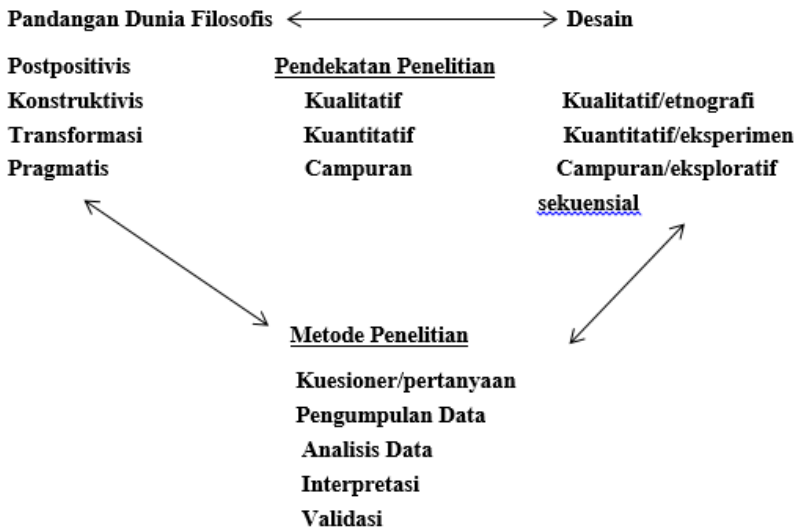 Pandangan Dunia Filosofis Desain
Postpositivis Pendekatan Penelitian
Konstruktivis Kualitatif Kualitatif/etnografi
Transformasi Kuantitatif Kuantitatif/eksperimen
Pragmatis Campuran Campuran/eksploratif
sekuensial
Metode Penelitian
Kuesioner/pertanyaan
Pengumpulan Data
Analisis Data
Interpretasi
Validasi